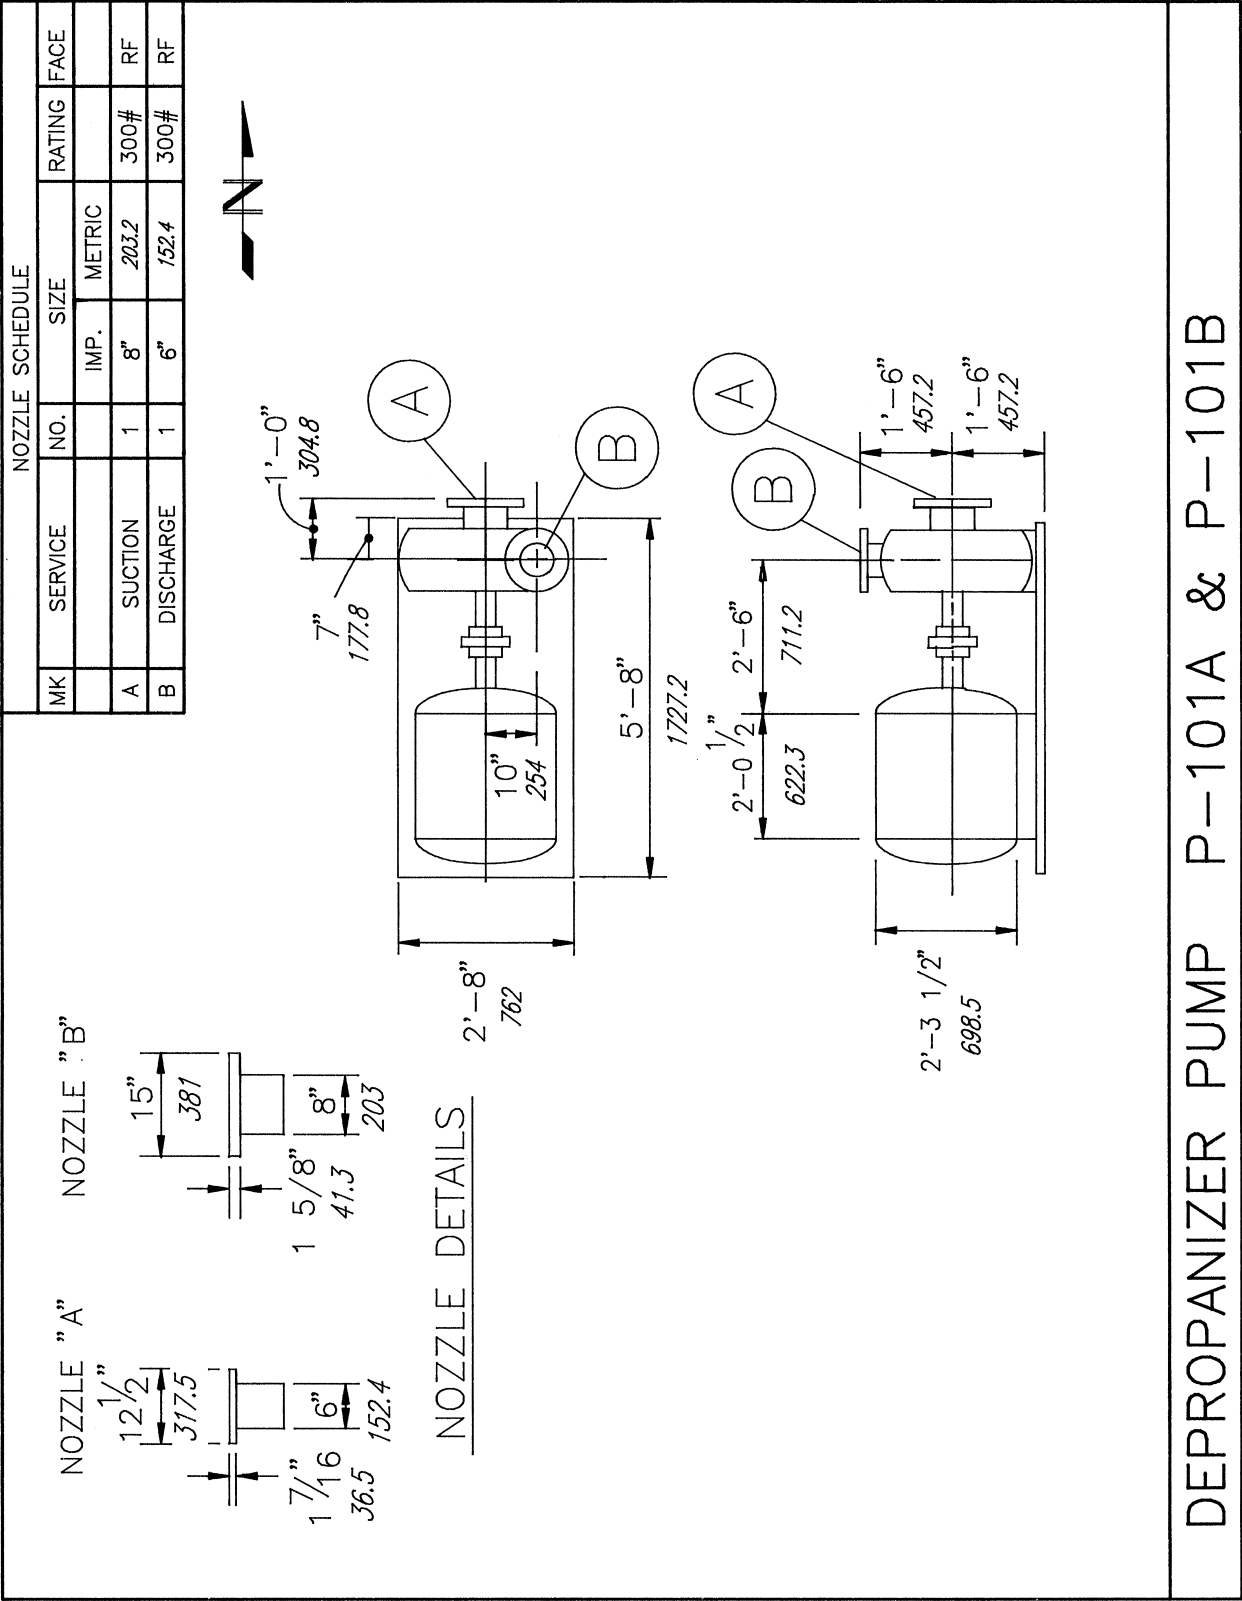 NOZZLE SCHEDULE
MK SERVICE NO. SIZE RATING FACE
IMP. METRIC
A SUCTION 1 8" 203.2 300# RF
B DISCHARGE 1 6" 152.4 300# RF
N
NOZZLE "A"
12 1/2"
317.5
1 7/16"
36.5
6"
152.4
NOZZLE "B"
15"
381
1 5/8"
41.3
8"
203
NOZZLE DETAILS
1'-0"
304.8
7"
177.8
A
B
10"
254
5'-8"
1727.2
2'-8"
762
A
B
1'-6"
457.2
1'-6"
457.2
2'-6"
711.2
2'-0 1/2"
622.3
2'-3 1/2"
698.5
DEPROPANIZER PUMP P-101A & P-101B